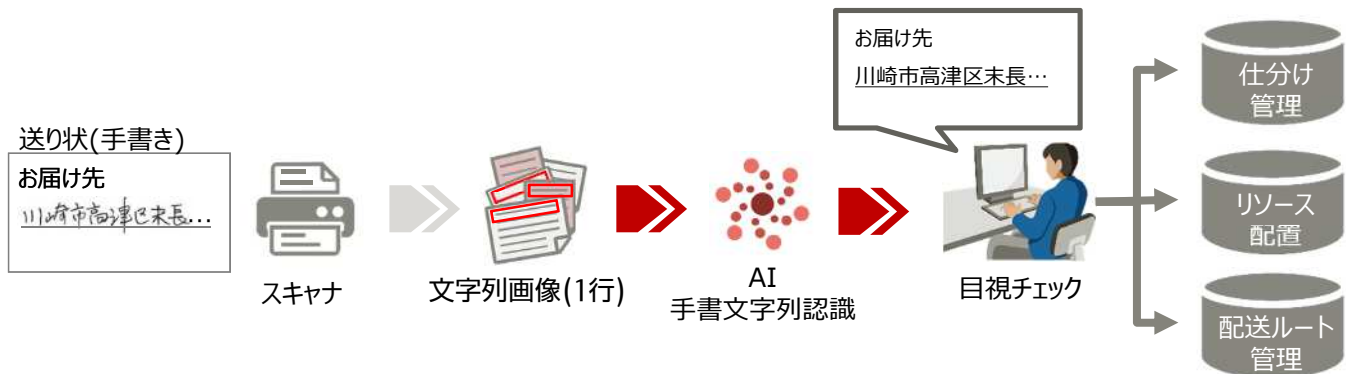 送り状(手書き)
お届け先
川崎市高津区末長...
スキャナ
文字列画像(1行)
AI
手書文字列認識
お届け先
川崎市高津区末長…
目視チェック
仕分け
管理
リソース
配置
配送ルート
管理